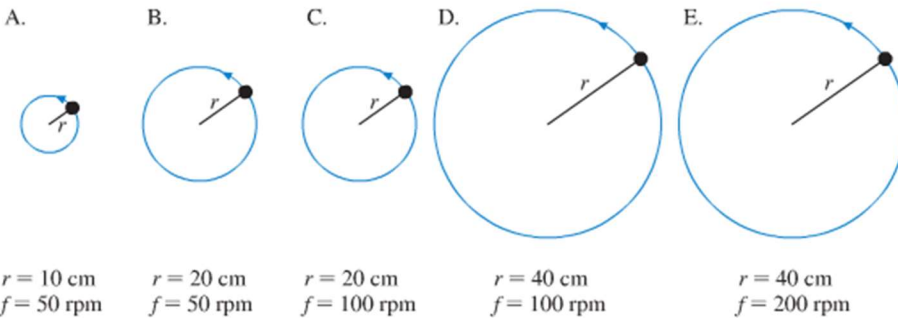 A.
B.
C.
D.
E.
r
r
r
r
r
r = 10 cm
f = 50 rpm
r = 20 cm
f = 50 rpm
r = 20 cm
f = 100 rpm
r = 40 cm
f = 100 rpm
r = 40 cm
f = 200 rpm